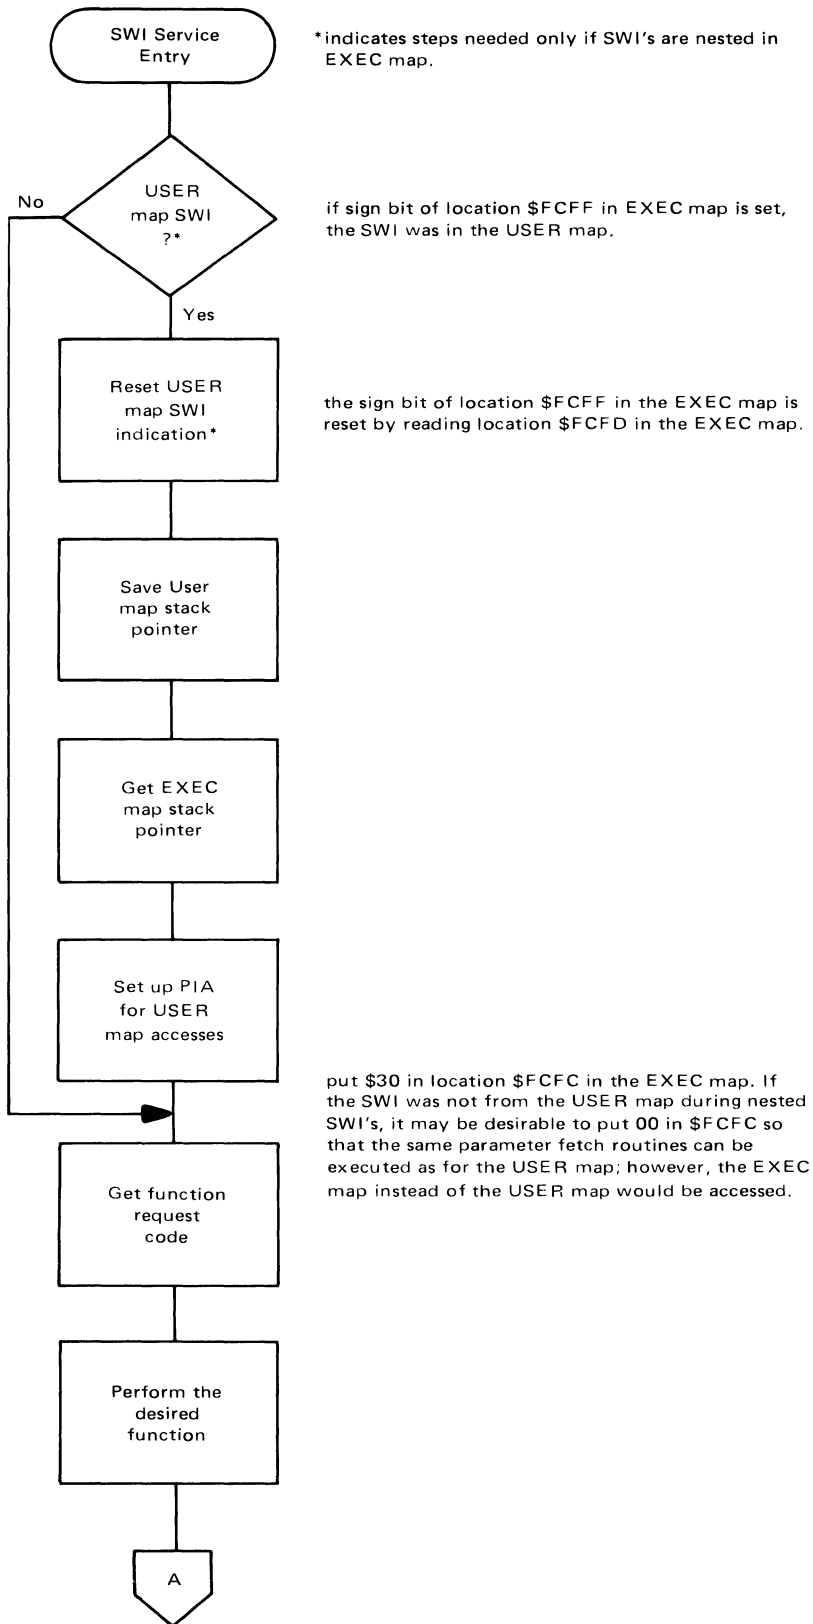 SWI Service
Entry
*indicates steps needed only if SWI's are nested in
EXEC map.
USER
map SWI
?*
No
if sign bit of location $FCFF in EXEC map is set,
the SWI was in the USER map.
Yes
Reset USER
map SWI
indication*
the sign bit of location $FCFF in the EXEC map is
reset by reading location $FCFD in the EXEC map.
Save User
map stack
pointer
Get EXEC
map stack
pointer
Set up PIA
for USER
map accesses
put $30 in location $FCFC in the EXEC map. If
the SWI was not from the USER map during nested
SWI's, it may be desirable to put 00 in $FCFC so
that the same parameter fetch routines can be
executed as for the USER map; however, the EXEC
map instead of the USER map would be accessed.
Get function
request
code
Perform the
desired
function
A